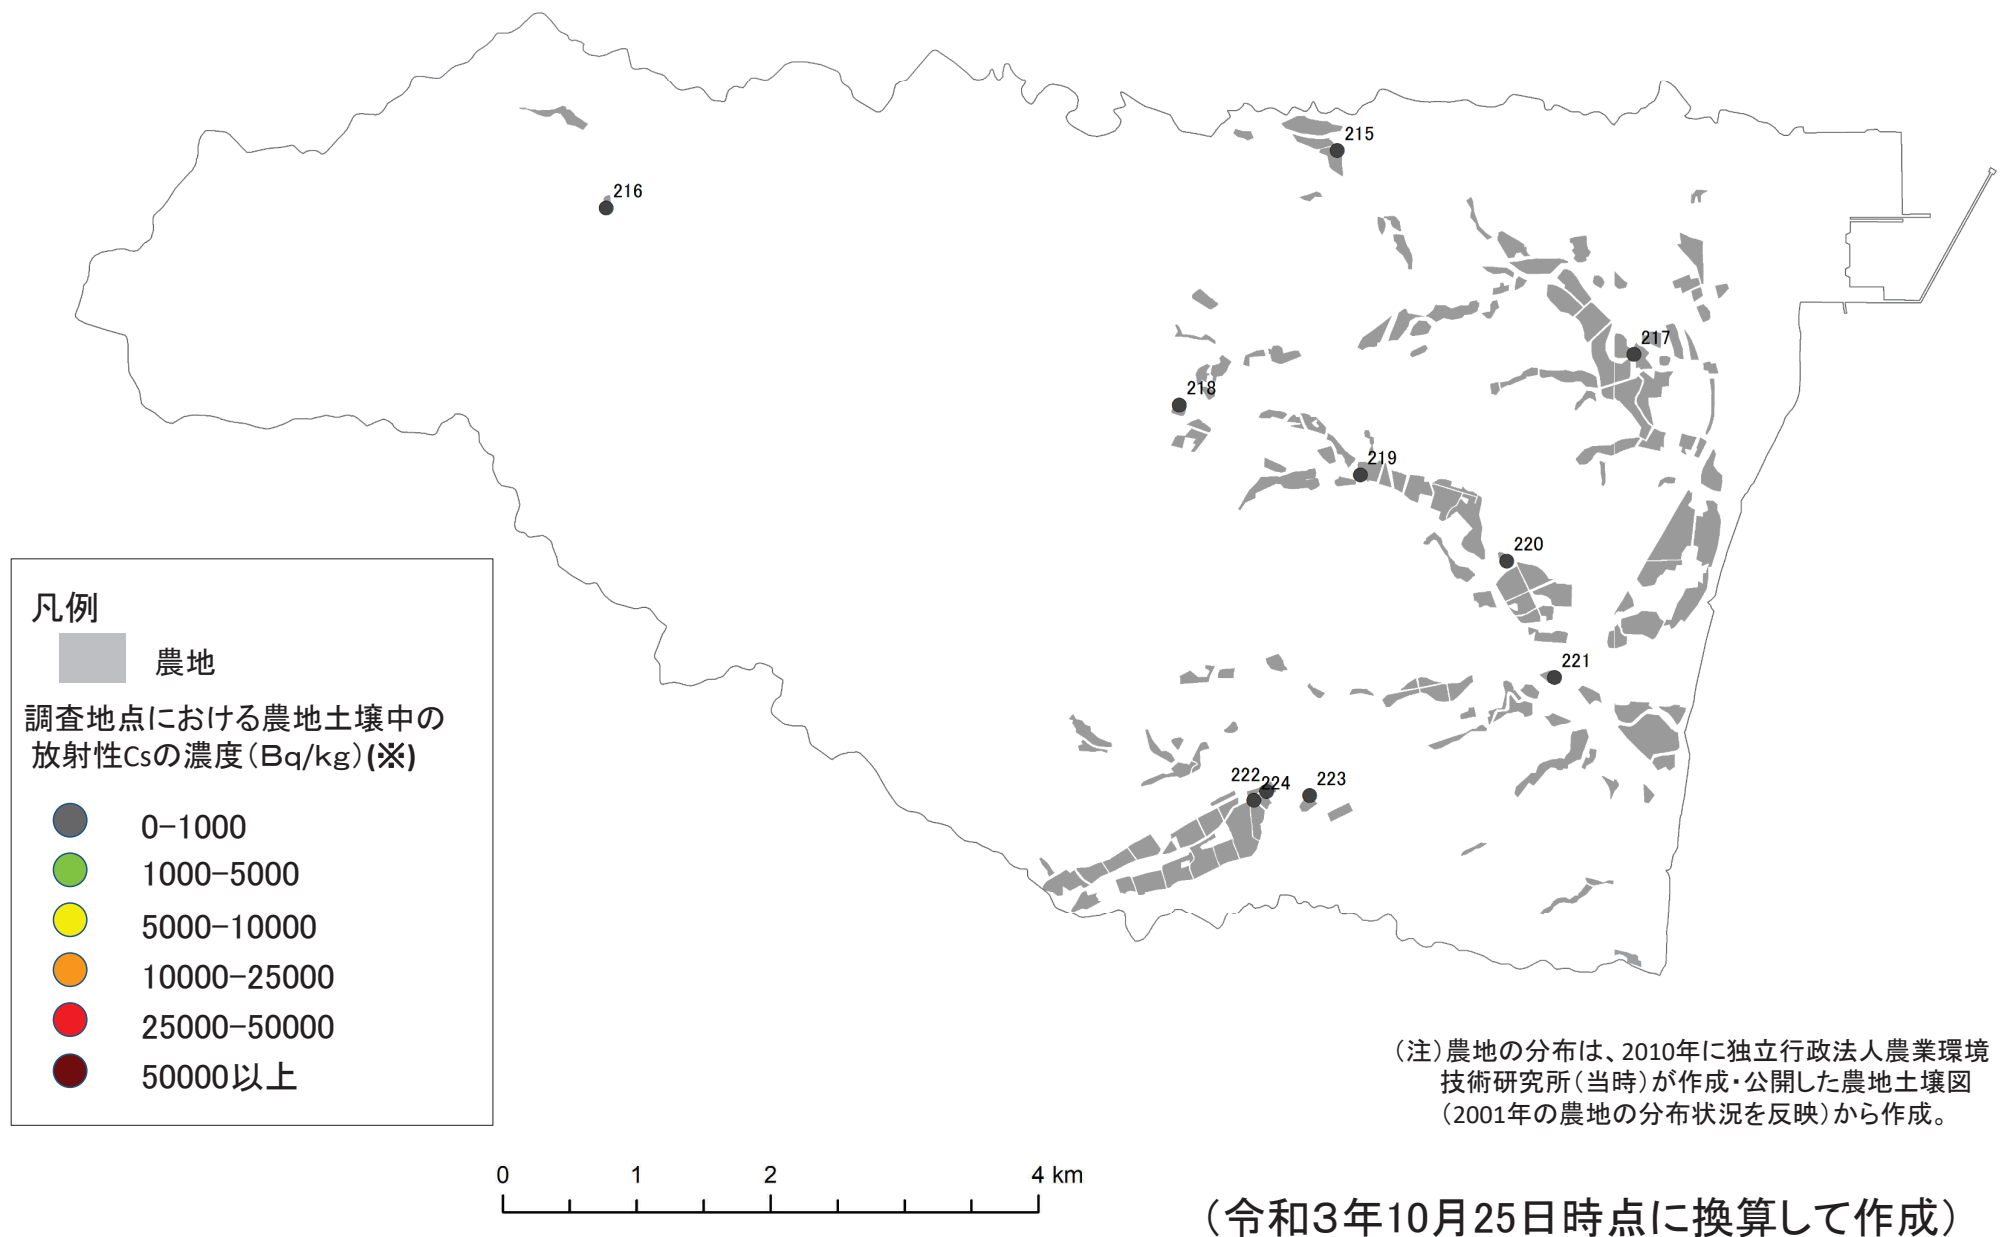 215
216
217
218
219
220
221
222
224
223
凡例
農地
調査地点における農地土壌中の
放射性Csの濃度(Bq/kg)(※)
0-1000
1000-5000
5000-10000
10000-25000
25000-50000
50000以上
(注)農地の分布は、2010年に独立行政法人農業環境
技術研究所(当時)が作成・公開した農地土壌図
(2001年の農地の分布状況を反映)から作成。
0 1 2 4 km
(令和3年10月25日時点に換算して作成)